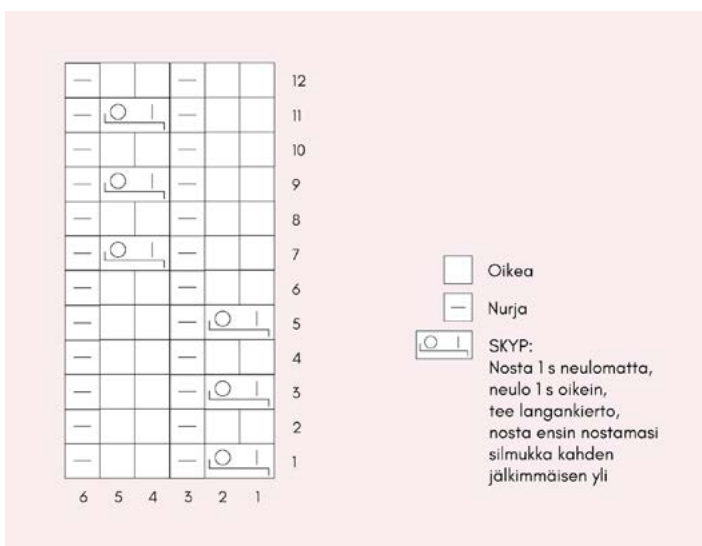 12
11
10
9
8
7
6
5
4
3
2
1
6 5 4 3 2 1
Oikea
Nurja
SKYP:
Nosta 1 s neulomatta,
neulo 1 s oikein,
tee langankierto,
nosta ensin nostamasi
silmukka kahden
jälkimmäisen yli